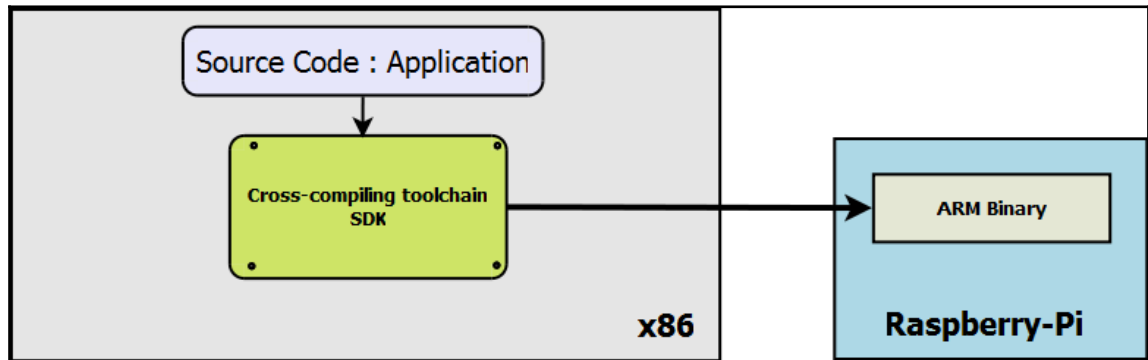 Source Code : Application
Cross-compiling toolchain
SDK
ARM Binary
x86
Raspberry-Pi